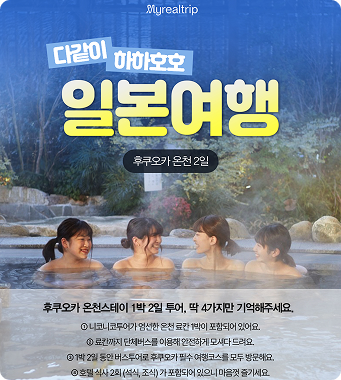 Myrealtrip
다같이 하하호호
일본여행
후쿠오카 온천 2일
후쿠오카 온천스테이 1박 2일 투어, 딱 4가지만 기억해주세요.
① 니코니코투어가 엄선한 온천 료칸 1박이 포함되어 있어요.
② 료칸까지 단체버스를 이용해 안전하게 모셔다 드려요.
③ 1박 2일 동안 버스투어로 후쿠오카 필수 여행코스를 모두 방문해요.
④ 호텔 식사 2회 (석식, 조식) 가 포함되어 있으니 마음껏 즐기세요.